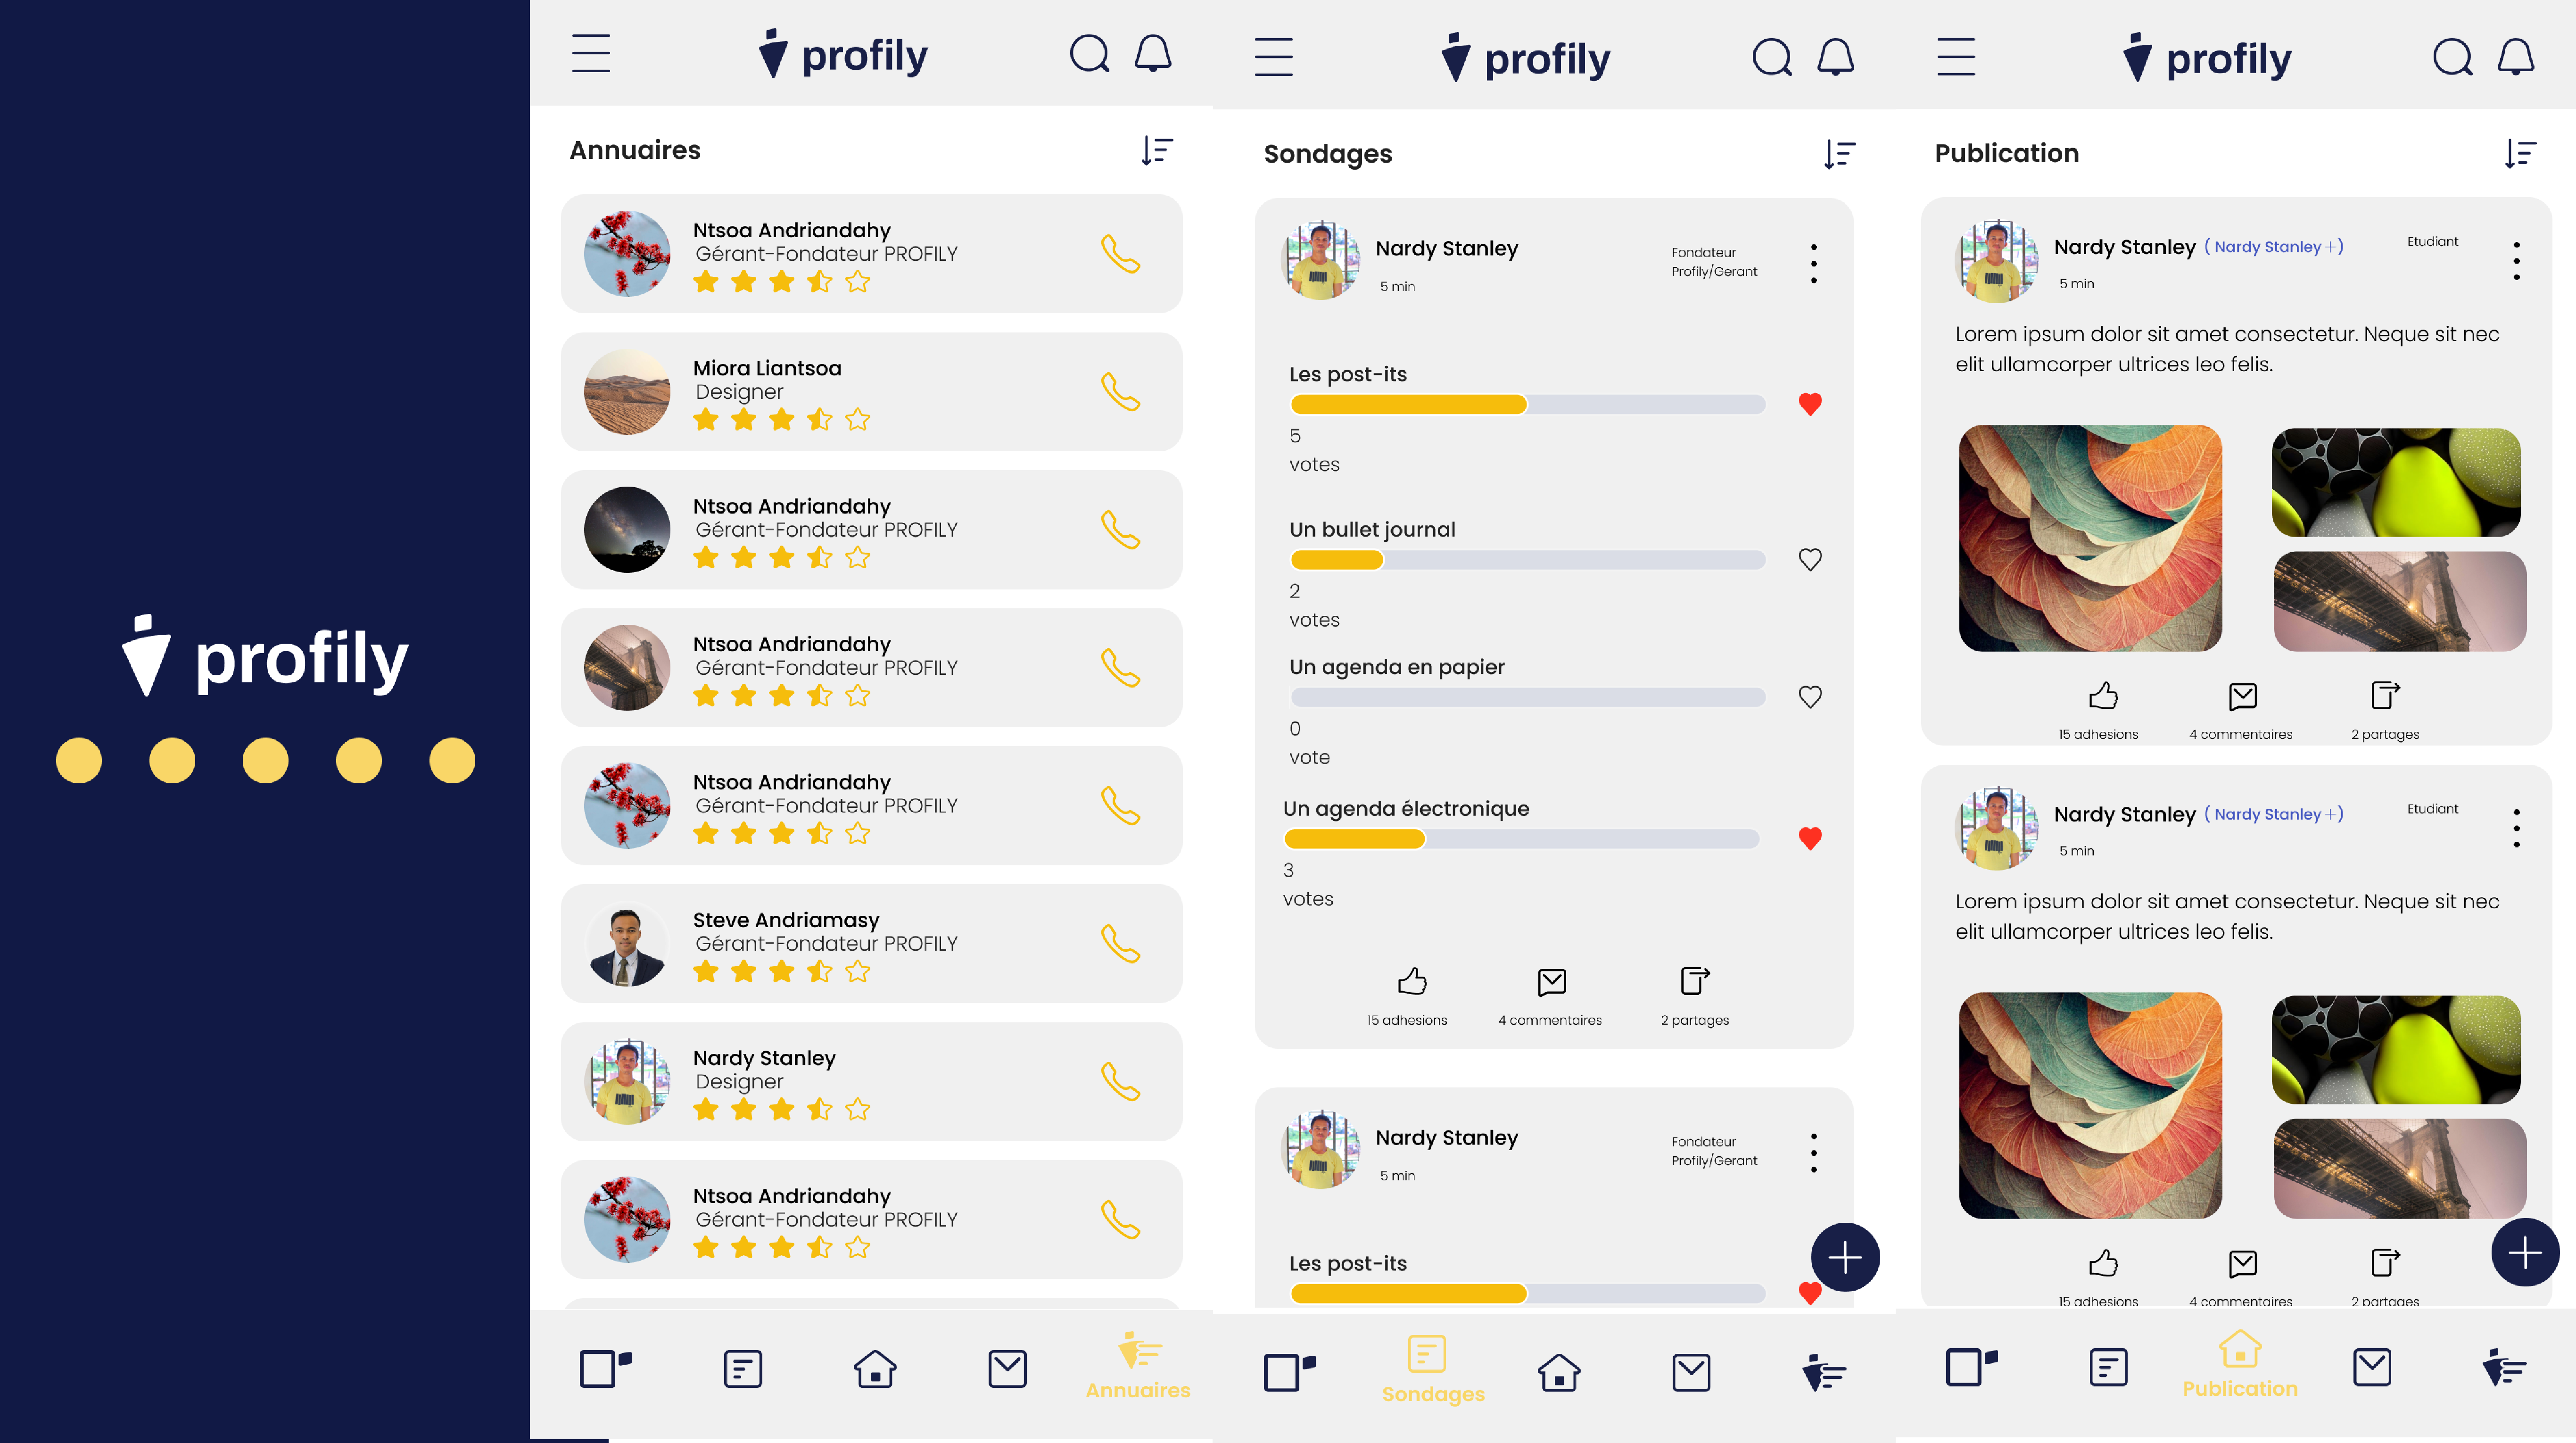 profily
profily
Annuaires
Ntsoa Andriandahy
Gérant-Fondateur PROFILY
Miora Liantsoa
Designer
Ntsoa Andriandahy
Gérant-Fondateur PROFILY
Ntsoa Andriandahy
Gérant-Fondateur PROFILY
Ntsoa Andriandahy
Gérant-Fondateur PROFILY
Steve Andriamasy
Gérant-Fondateur PROFILY
Nardy Stanley
Designer
Ntsoa Andriandahy
Gérant-Fondateur PROFILY
Annuaires
profily
Sondages
Nardy Stanley
Fondateur
Profily/Gerant
5 min
Les post-its
5
votes
Un bullet journal
2
votes
Un agenda en papier
0
vote
Un agenda électronique
3
votes
15 adhesions
4 commentaires
2 partages
Nardy Stanley
Fondateur
Profily/Gerant
5 min
Les post-its
Sondages
profily
Publication
Nardy Stanley ( Nardy Stanley + )
Etudiant
5 min
Lorem ipsum dolor sit amet consectetur. Neque sit nec
elit ullamcorper ultrices leo felis.
15 adhesions
4 commentaires
2 partages
Nardy Stanley ( Nardy Stanley + )
Etudiant
5 min
Lorem ipsum dolor sit amet consectetur. Neque sit nec
elit ullamcorper ultrices leo felis.
15 adhesions
4 commentaires
2 partages
Publication